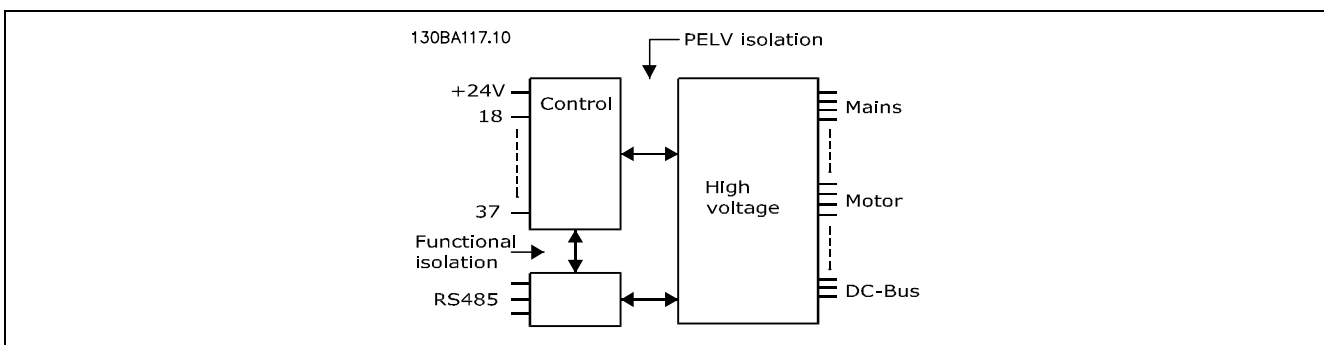 130BA117.10
PELV isolation
+24V
Control
18
Mains
High
voltage
Motor
37
Functional
isolation
RS485
DC-Bus